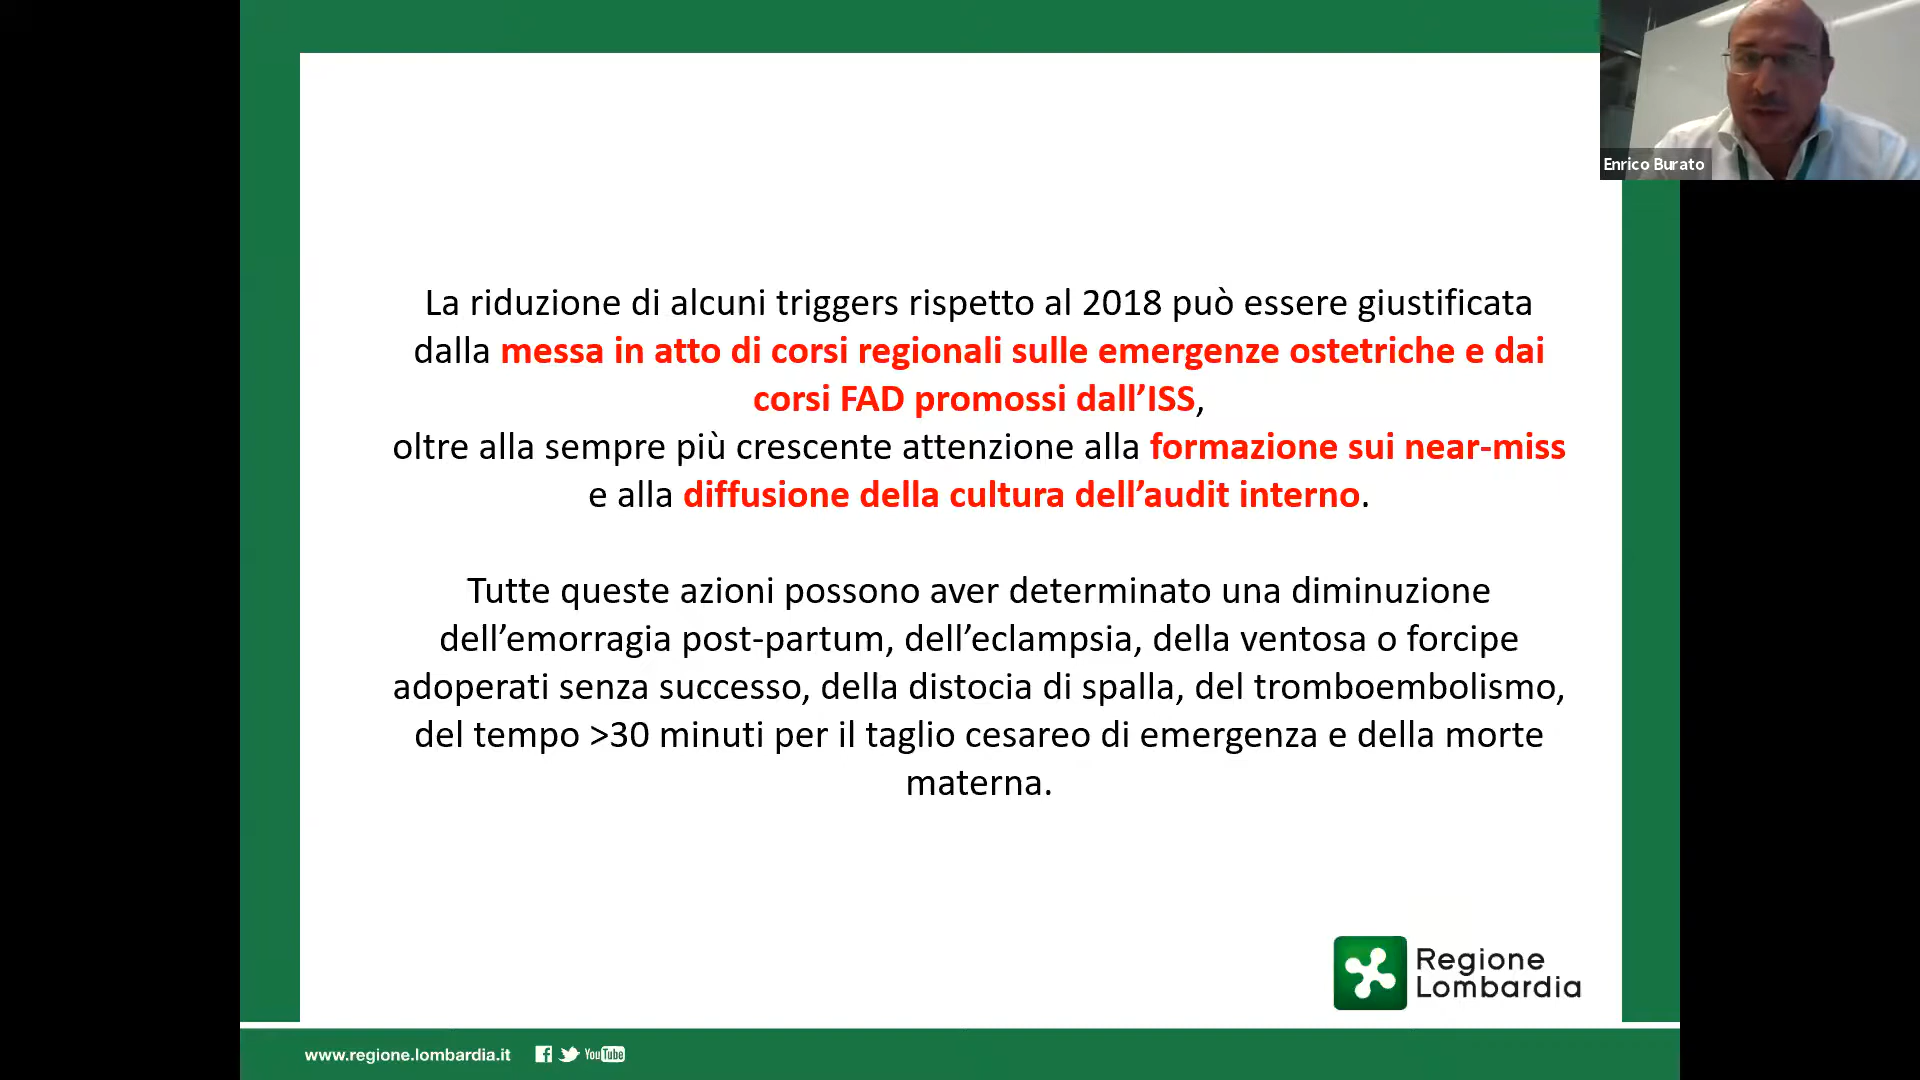 Enrico Burato
La riduzione di alcuni triggers rispetto al 2018 può essere giustificata
dalla messa in atto di corsi regionali sulle emergenze ostetriche e dai
corsi FAD promossi dall’ISS,
oltre alla sempre più crescente attenzione alla formazione sui near-miss
e alla diffusione della cultura dell’audit interno.
Tutte queste azioni possono aver determinato una diminuzione
dell’emorragia post-partum, dell’eclampsia, della ventosa o forcipe
adoperati senza successo, della distocia di spalla, del tromboembolismo,
del tempo >30 minuti per il taglio cesareo di emergenza e della morte
materna.
Regione
Lombardia
www.regione.lombardia.it
YouTube